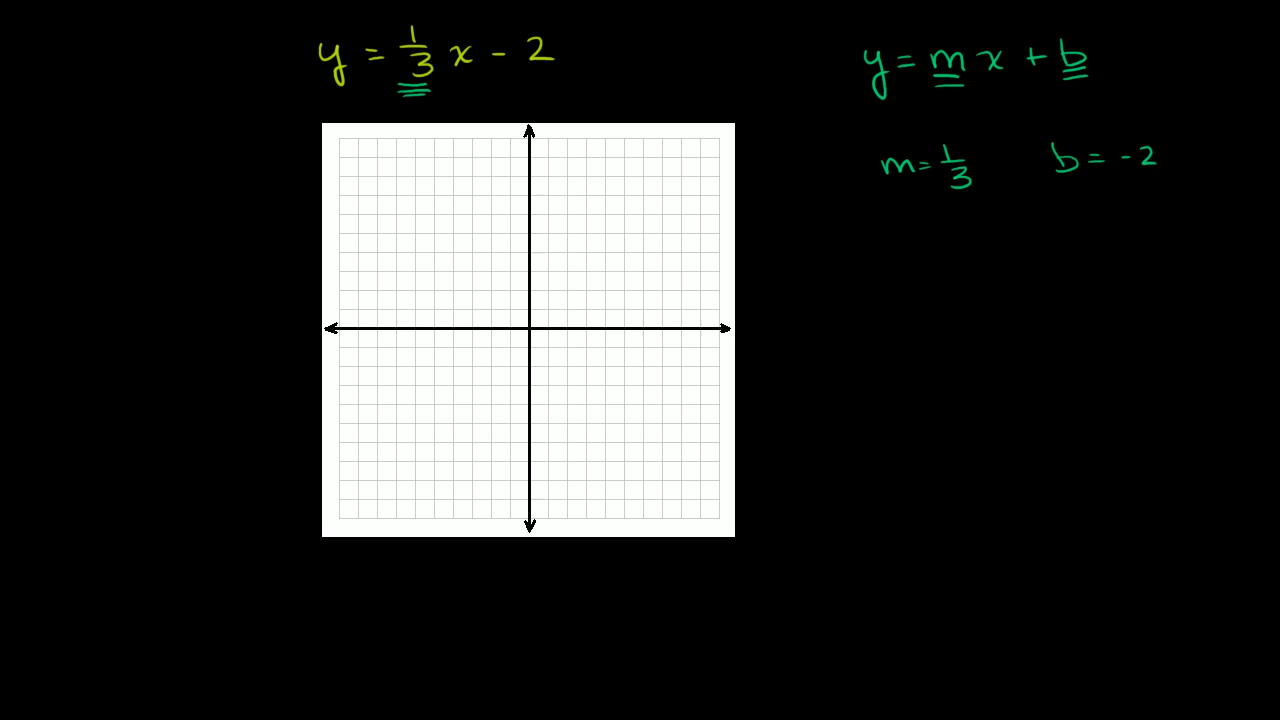 y = 1/3 x - 2
y = mx + b
m = 1/3 b = -2